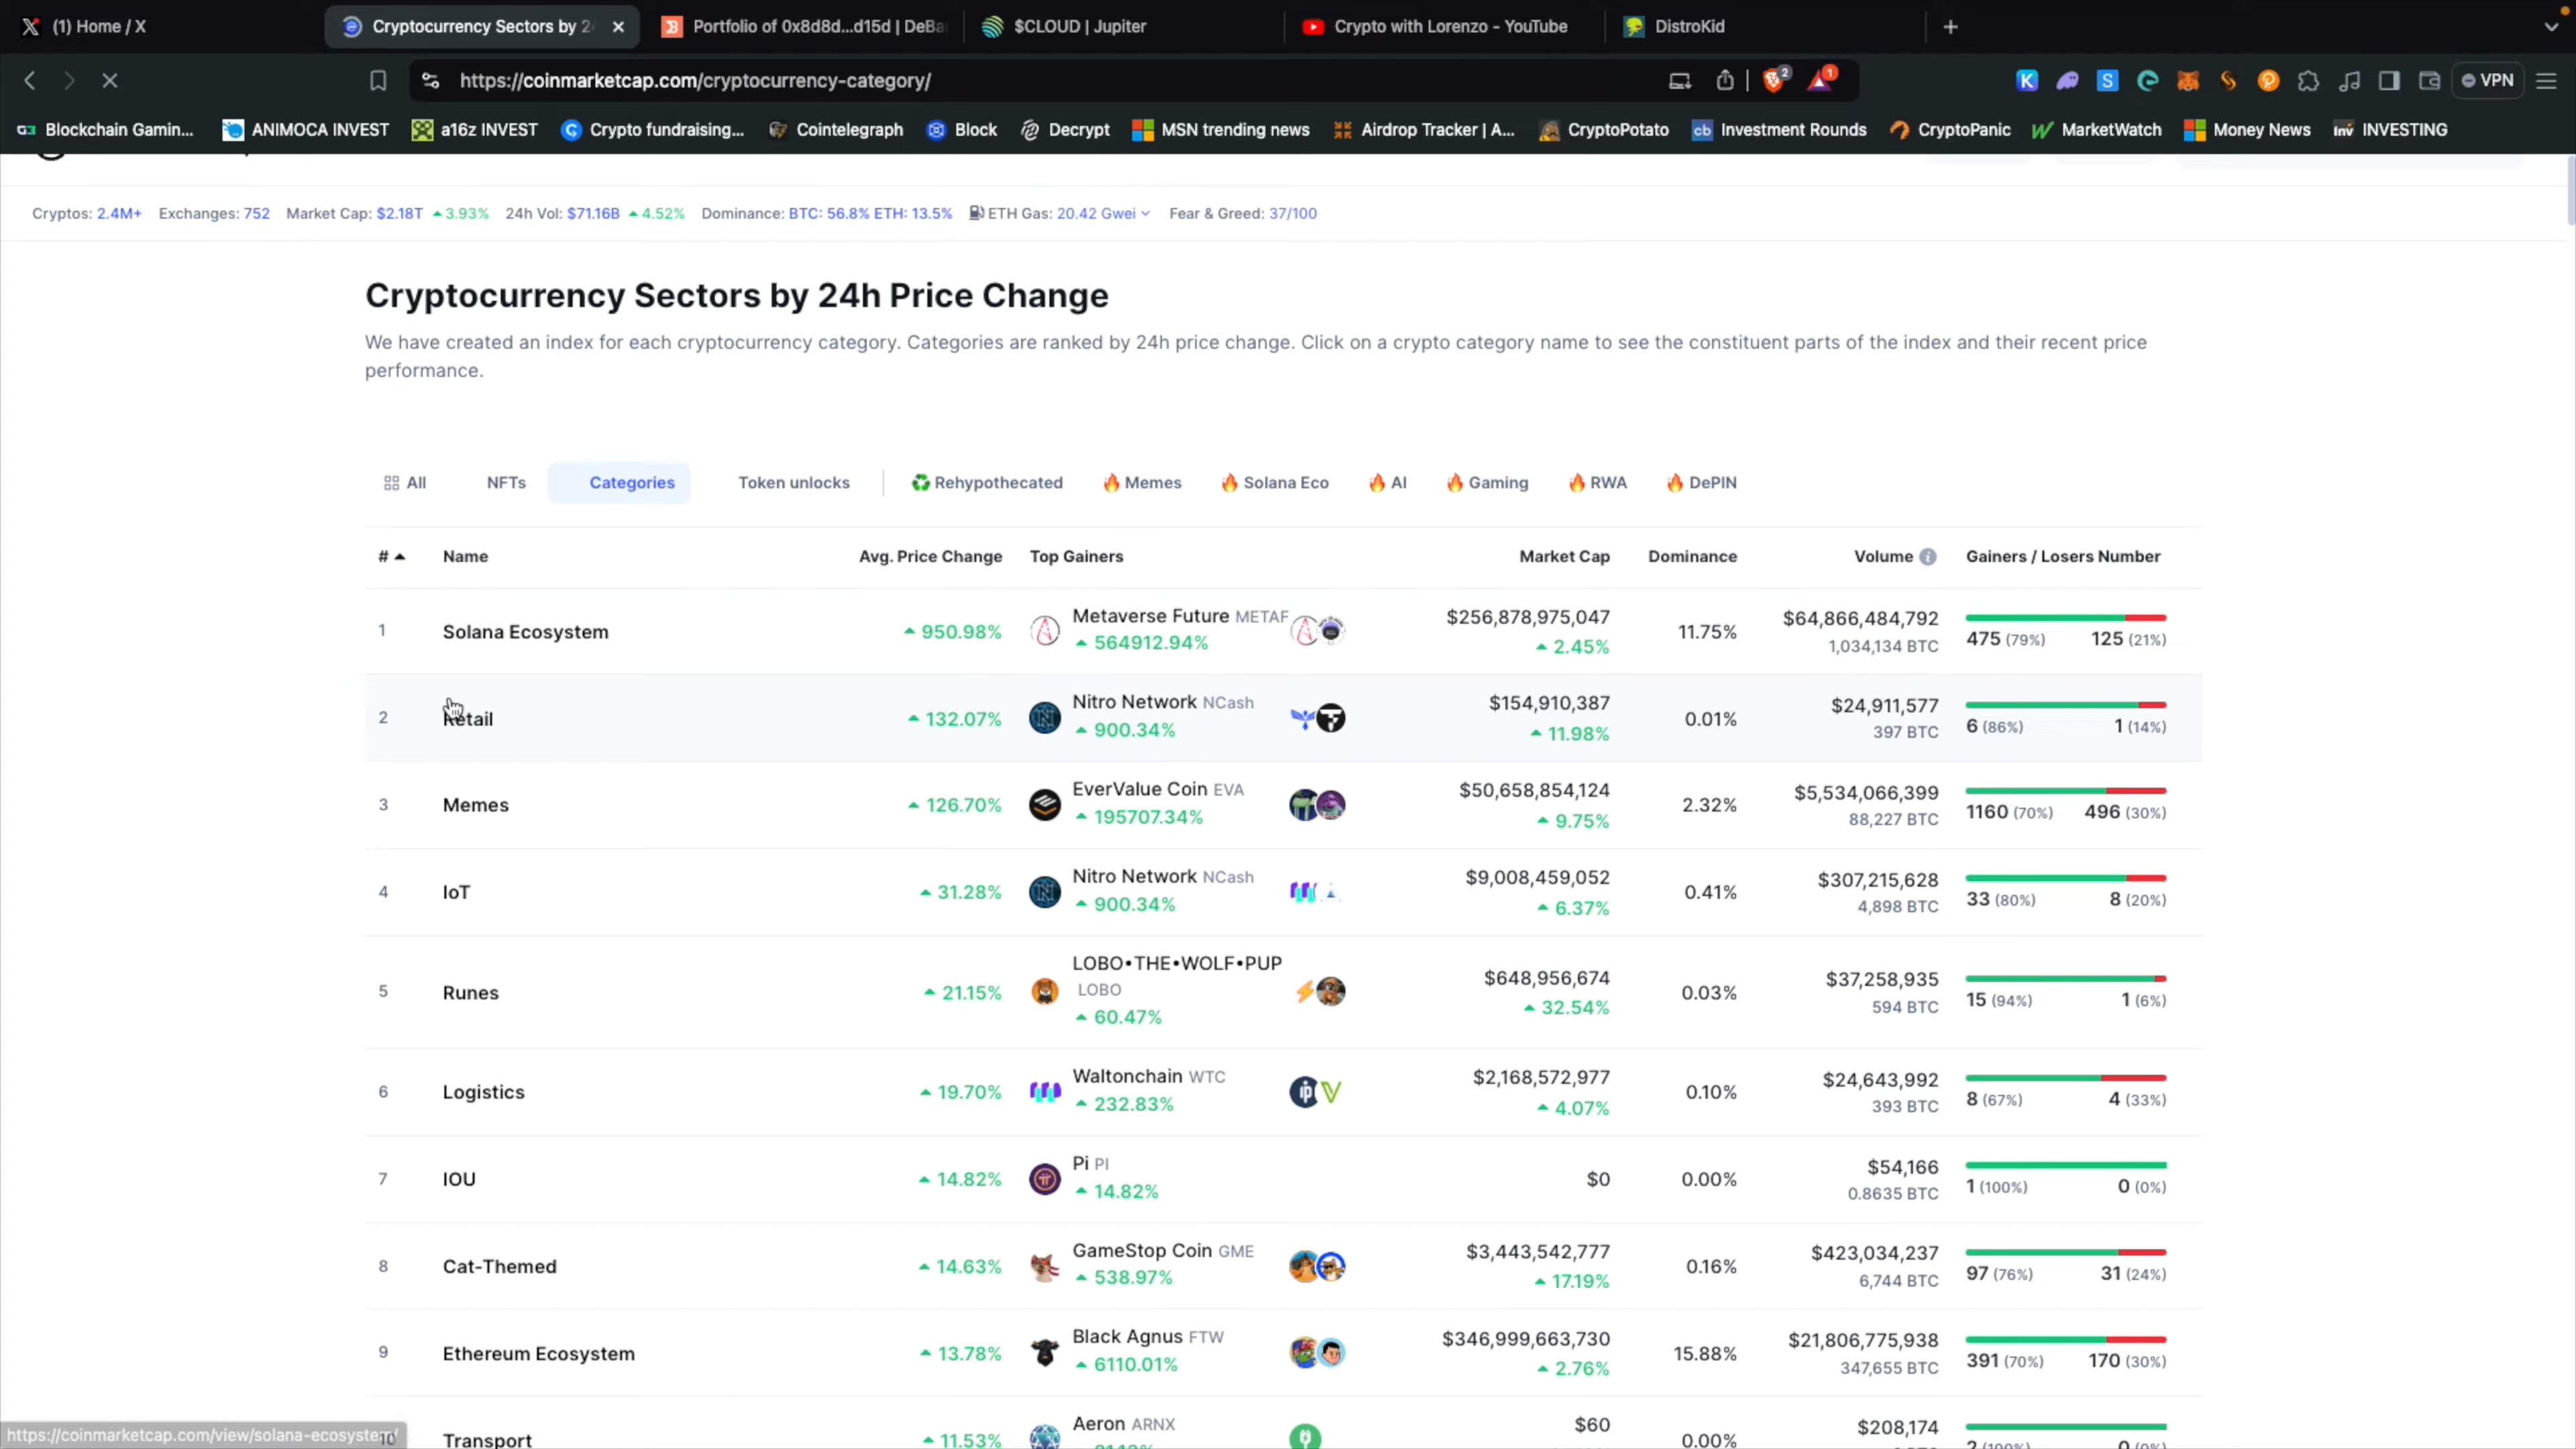 (1) Home / X
Cryptocurrency Sectors by 24
Portfolio of 0x8d8d...d15d | DeBa
$CLOUD | Jupiter
Crypto with Lorenzo - YouTube
DistroKid
https://coinmarketcap.com/cryptocurrency-category/
2
1
K
S
VPN
Blockchain Gamin...
ANIMOCA INVEST
a16z INVEST
Crypto fundraising...
Cointelegraph
Block
Decrypt
MSN trending news
Airdrop Tracker | A...
CryptoPotato
cb Investment Rounds
CryptoPanic
MarketWatch
Money News
Inv INVESTING
Cryptos: 2.4M+ Exchanges: 752 Market Cap: $2.18T 3.93% 24h Vol: $71.16B 4.52% Dominance: BTC: 56.8% ETH: 13.5% ETH Gas: 20.42 Gwei Fear & Greed: 37/100
Cryptocurrency Sectors by 24h Price Change
We have created an index for each cryptocurrency category. Categories are ranked by 24h price change. Click on a crypto category name to see the constituent parts of the index and their recent price
performance.
All NFTs Categories Token unlocks Rehypothecated Memes Solana Eco AI Gaming RWA DePIN
# Name Avg. Price Change Top Gainers Market Cap Dominance Volume Gainers / Losers Number
1 Solana Ecosystem 950.98% Metaverse Future METAF $256,878,975,047 11.75% $64,866,484,792
564912.94% 2.45% 1,034,134 BTC 475 (79%) 125 (21%)
2 Retail 132.07% Nitro Network NCash $154,910,387 0.01% $24,911,577
900.34% 11.98% 397 BTC 6 (86%) 1 (14%)
3 Memes 126.70% EverValue Coin EVA $50,658,854,124 2.32% $5,534,066,399
195707.34% 9.75% 88,227 BTC 1160 (70%) 496 (30%)
4 IoT 31.28% Nitro Network NCash $9,008,459,052 0.41% $307,215,628
900.34% 6.37% 4,898 BTC 33 (80%) 8 (20%)
5 Runes 21.15% LOBO•THE•WOLF•PUP $648,956,674 0.03% $37,258,935
LOBO
60.47% 32.54% 594 BTC 15 (94%) 1 (6%)
6 Logistics 19.70% Waltonchain WTC $2,168,572,977 0.10% $24,643,992
232.83% 4.07% 393 BTC 8 (67%) 4 (33%)
7 IOU 14.82% Pi PI $0 0.00% $54,166
14.82% 0.8635 BTC 1 (100%) 0 (0%)
8 Cat-Themed 14.63% GameStop Coin GME $3,443,542,777 0.16% $423,034,237
538.97% 17.19% 6,744 BTC 97 (76%) 31 (24%)
9 Ethereum Ecosystem 13.78% Black Agnus FTW $346,999,663,730 15.88% $21,806,775,938
6110.01% 2.76% 347,655 BTC 391 (70%) 170 (30%)
10 Transport 11.53% Aeron ARNX $60 0.00% $208,174
https://coinmarketcap.com/view/solana-ecosystem/